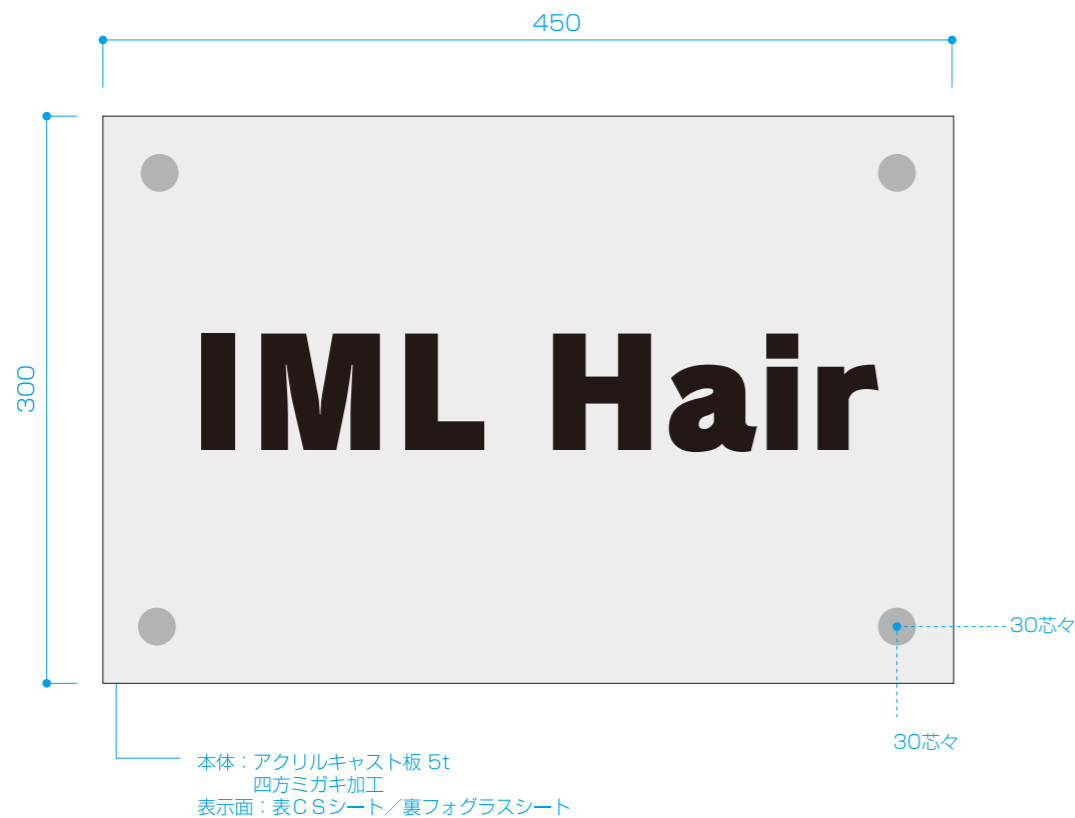 450
300
IML Hair
30芯々
30芯々
本体：アクリルキャスト板 5t
四方ミガキ加工
表示面：表ＣＳシート／裏フォグラスシート